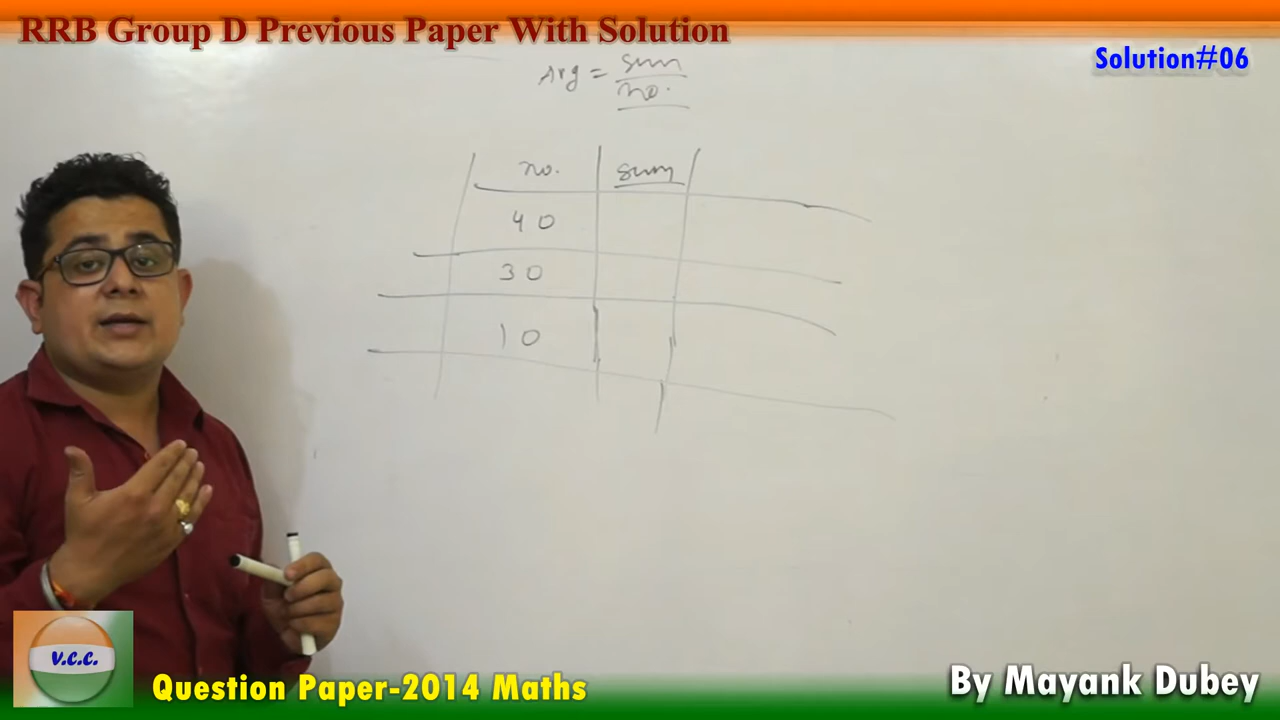 RRB Group D Previous Paper With Solution
Solution#06
Avg = sum
no.
no. sum
40
30
10
V.C.C.
Question Paper-2014 Maths
By Mayank Dubey